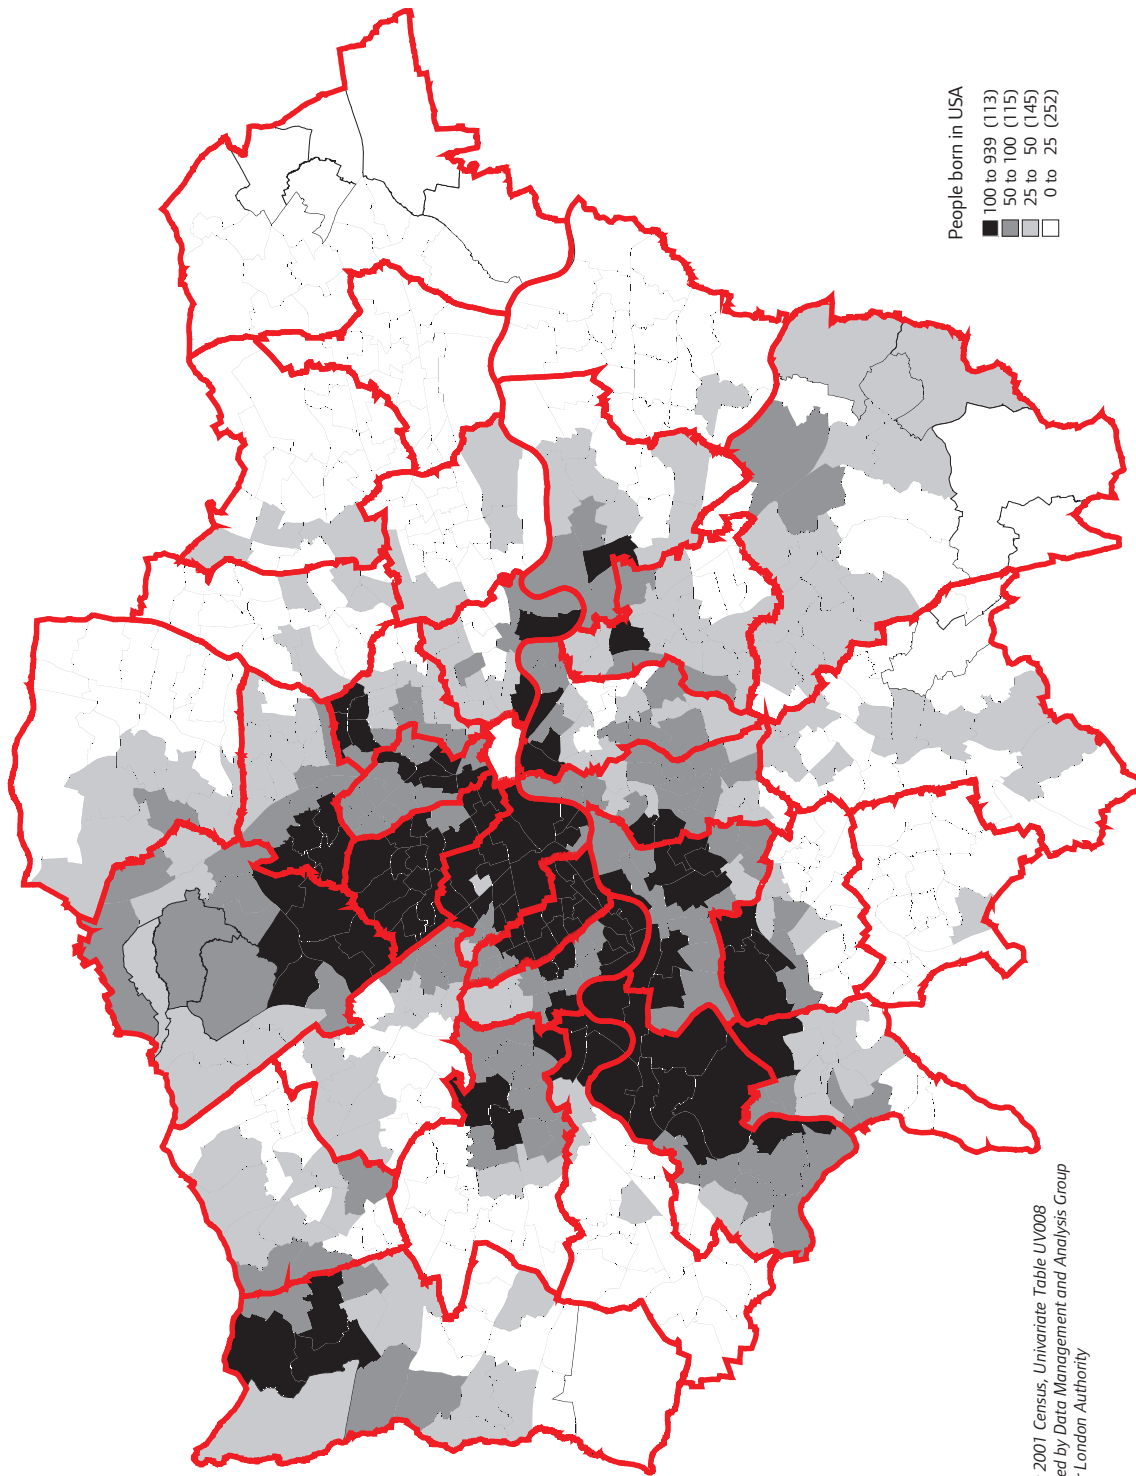 People born in USA
100 to 939 (113)
50 to 100 (115)
25 to 50 (145)
0 to 25 (252)
2001 Census, Univariate Table UV008
by Data Management and Analysis Group
London Authority